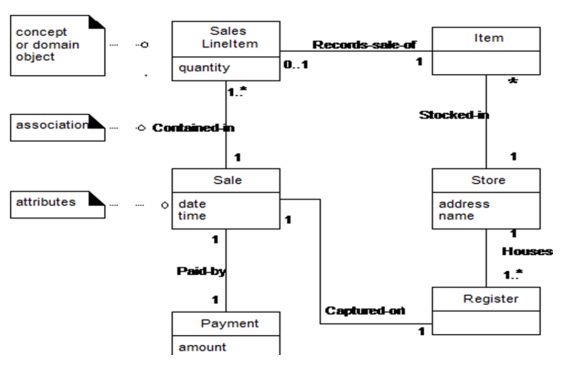 concept
or domain
object
Sales
LineItem
quantity
Records-sale-of
0..1
1
Item
*
1..*
Stocked-in
association
Contained-in
1
1
Sale
date
time
attributes
Store
address
name
1
1
1
Houses
Paid-by
1..*
1
Captured-on
1
Register
Payment
amount